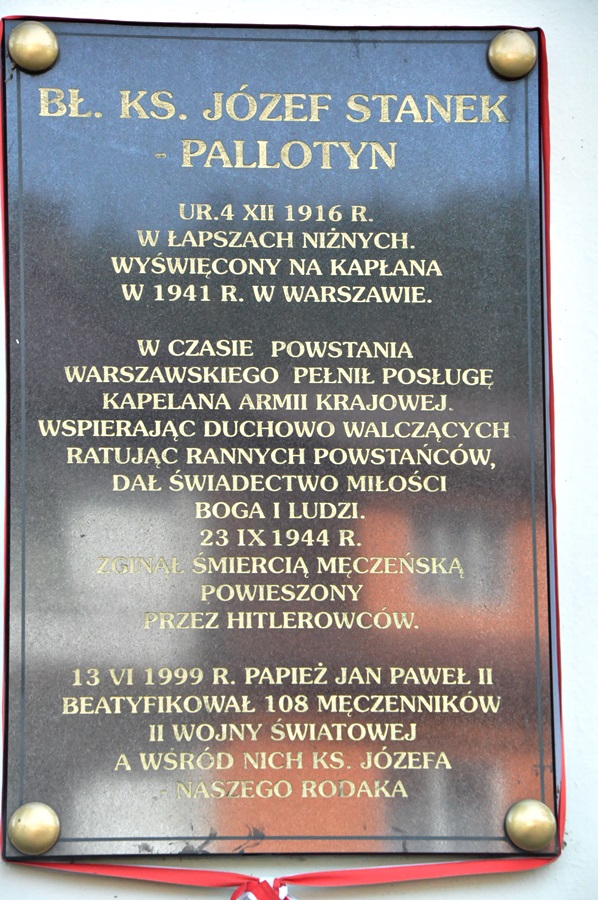 BŁ. KS. JÓZEF STANEK
- PALLOTYN
UR.4 XII 1916 R.
W ŁAPSZACH NIŻNYCH.
WYŚWIĘCONY NA KAPŁANA
W 1941 R. W WARSZAWIE.
W CZASIE POWSTANIA
WARSZAWSKIEGO PEŁNIŁ POSŁUGĘ
KAPELANA ARMII KRAJOWEJ.
WSPIERAJĄC DUCHOWO WALCZĄCYCH
RATUJĄC RANNYCH POWSTAŃCÓW,
DAŁ ŚWIADECTWO MIŁOŚCI
BOGA I LUDZI.
23 IX 1944 R.
ZGINĄŁ ŚMIERCIĄ MĘCZEŃSKĄ
POWIESZONY
PRZEZ HITLEROWCÓW.
13 VI 1999 R. PAPIEŻ JAN PAWEŁ II
BEATYFIKOWAŁ 108 MĘCZENNIKÓW
II WOJNY ŚWIATOWEJ
A WŚRÓD NICH KS. JÓZEFA
- NASZEGO RODAKA